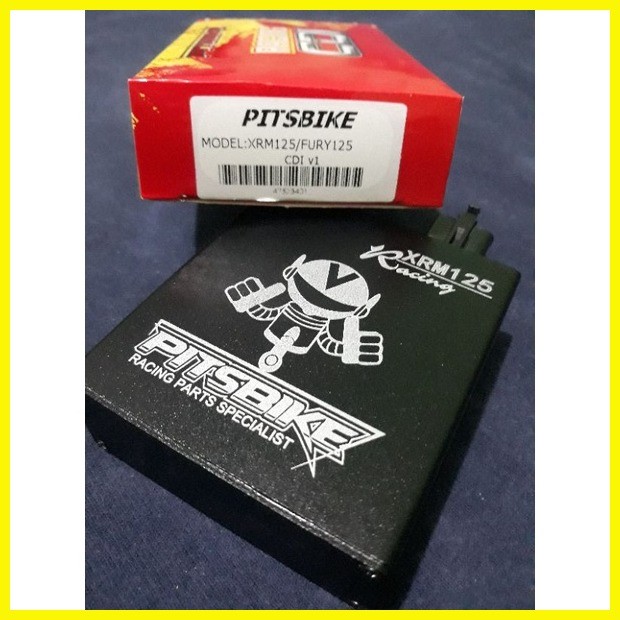 PITSBIKE
MODEL:XRM125/FURY125
CDI v1
XRM125
Racing
V
PITSBIKE
RACING PARTS SPECIALIST